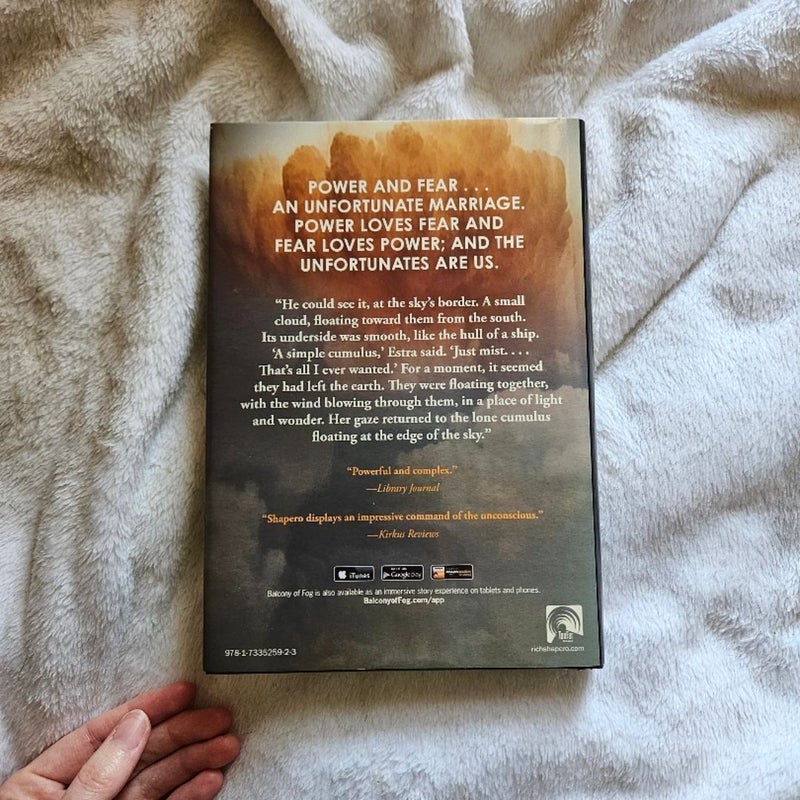 POWER AND FEAR . . .
AN UNFORTUNATE MARRIAGE.
POWER LOVES FEAR AND
FEAR LOVES POWER; AND THE
UNFORTUNATES ARE US.
“He could see it, at the sky’s border. A small
cloud, floating toward them from the south.
Its underside was smooth, like the hull of a ship.
‘A simple cumulus,’ Estra said. ‘Just mist. . . .
That’s all I ever wanted.’ For a moment, it seemed
they had left the earth. They were floating together,
with the wind blowing through them, in a place of light
and wonder. Her gaze returned to the lone cumulus
floating at the edge of the sky.”
“Powerful and complex.”
—Library Journal
“Shapero displays an impressive command of the unconscious.”
—Kirkus Reviews
iTunes Google play
Balcony of Fog is also available as an immersive story experience on tablets and phones.
BalconyofFog.com/app
TooFar
978-1-7335259-2-3
richshapero.com